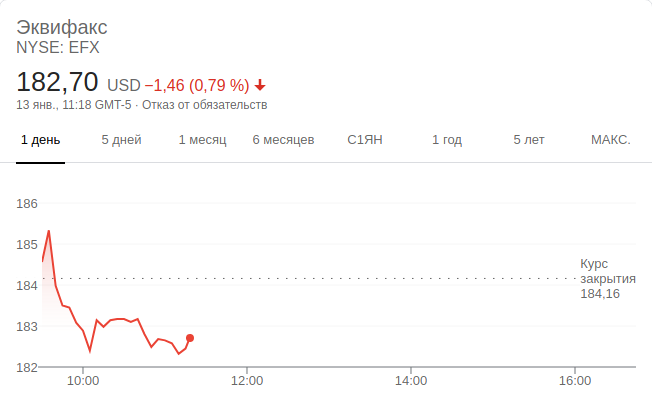 Эквифакс
NYSE: EFX
182,70 USD −1,46 (0,79 %)
13 янв., 11:18 GMT-5 · Отказ от обязательств
1 день 5 дней 1 месяц 6 месяцев С1ЯН 1 год 5 лет МАКС.
186
185
184
183
182
Курс
закрытия
184,16
10:00 12:00 14:00 16:00